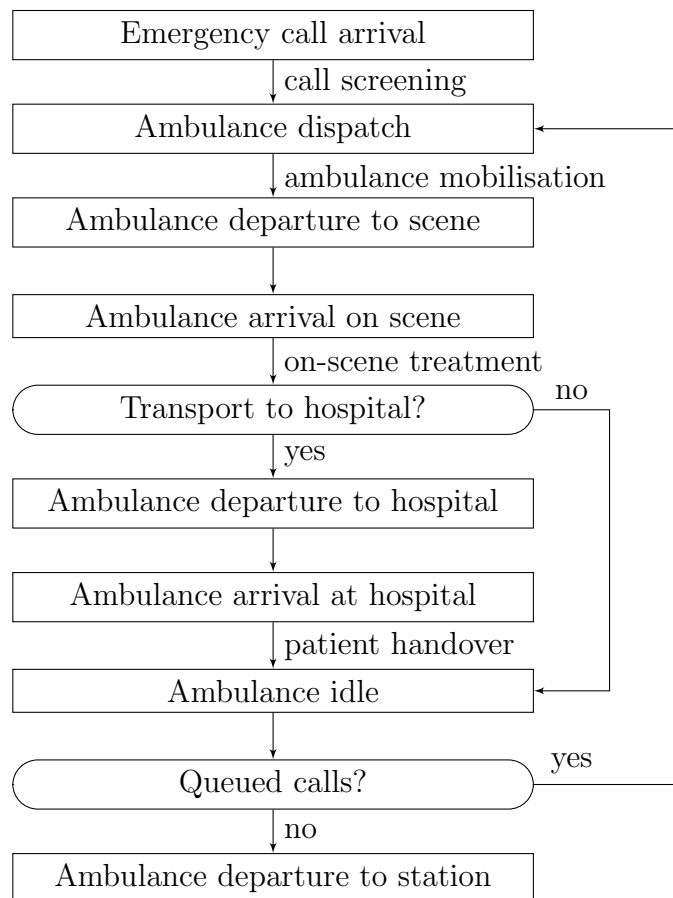 Emergency call arrival
call screening
Ambulance dispatch
ambulance mobilisation
Ambulance departure to scene
Ambulance arrival on scene
on-scene treatment
Transport to hospital?
no
yes
Ambulance departure to hospital
Ambulance arrival at hospital
patient handover
Ambulance idle
Queued calls?
yes
no
Ambulance departure to station